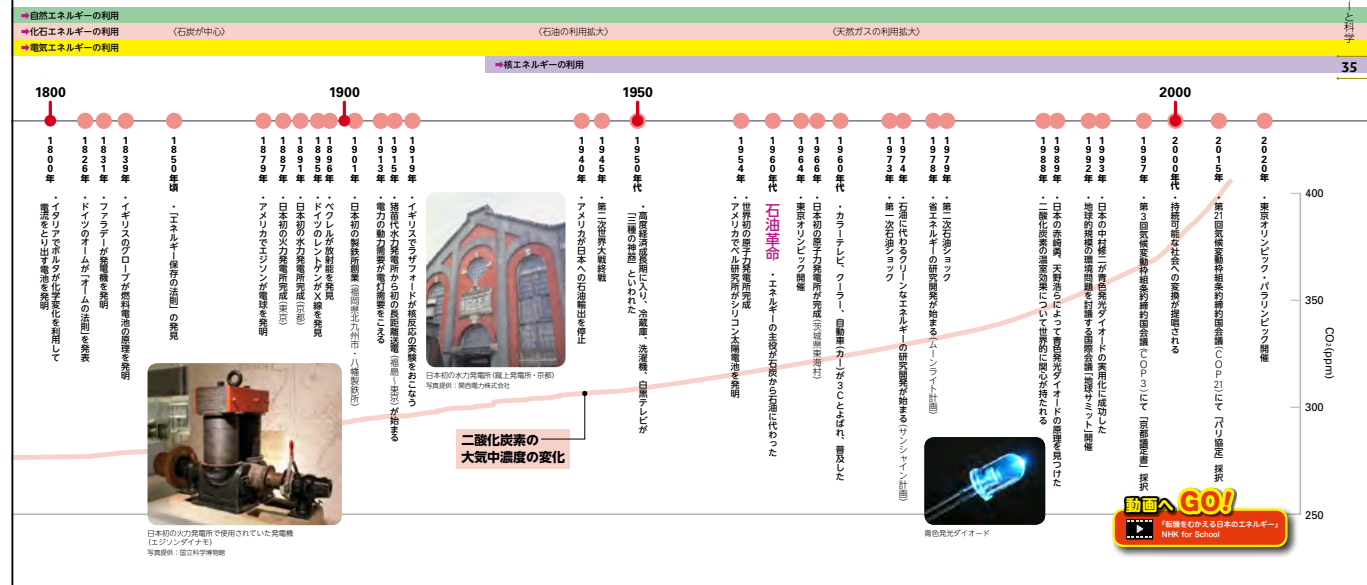 ➡自然エネルギーの利用
➡化石エネルギーの利用
〈石炭が中心〉
〈石油の利用拡大〉
〈天然ガスの利用拡大〉
➡電気エネルギーの利用
➡核エネルギーの利用
ーと科学
35
1800
1900
1950
2000
1800年
・イタリアでボルタが化学変化を利用して
電流をとり出す電池を発明
1826年
・ドイツのオームが「オームの法則」を発表
1831年
・ファラデーが発電機を発明
1839年
・イギリスのグローブが燃料電池の原理を発明
1850年頃
・「エネルギー保存の法則」の発見
1879年
・アメリカでエジソンが電球を発明
1887年
・日本初の火力発電所完成(東京)
1891年
・日本初の水力発電所完成(京都)
1895年
・ドイツのレントゲンがX線を発見
1896年
・ベクレルが放射能を発見
1901年
・日本初の製鉄所創業(福岡県北九州市・八幡製鉄所)
1913年
・電力の動力需要が電灯需要をこえる
1915年
・猪苗代水力発電所から初の長距離送電(福島〜東京)が始まる
1919年
・イギリスでラザフォードが核反応の実験をおこなう
1940年
・アメリカが日本への石油輸出を停止
1945年
・第二次世界大戦終戦
1950年代
・高度経済成長期に入り、冷蔵庫、洗濯機、白黒テレビが
「三種の神器」といわれた
1954年
・世界初の原子力発電所完成
・アメリカでベル研究所がシリコン太陽電池を発明
1960年代
石油革命
・エネルギーの主役が石炭から石油に代わった
1964年
・東京オリンピック開催
1966年
・日本初の原子力発電所が完成(茨城県東海村)
1960年代
・カラーテレビ、クーラー、自動車(カー)が3Cとよばれ、普及した
1973年
・第一次石油ショック
1974年
・石油に代わるクリーンなエネルギーの研究開発が始まる(サンシャイン計画)
1978年
・省エネルギーの研究開発が始まる(ムーンライト計画)
1979年
・第二次石油ショック
1988年
・二酸化炭素の温室効果について世界的に関心が持たれる
1989年
・日本の赤﨑勇、天野浩らによって青色発光ダイオードの原理を見つけた
1992年
・地球的規模の環境問題を討議する国際会議「地球サミット」開催
1993年
・日本の中村修二が青色発光ダイオードの実用化に成功した
1997年
・第3回気候変動枠組条約締約国会議(COP3)にて「京都議定書」採択
2000年代
・持続可能な社会への変換が提唱される
2015年
・第21回気候変動枠組条約締約国会議(COP21)にて「パリ協定」採択
2020年
・東京オリンピック・パラリンピック開催
400
350
300
250
CO₂(ppm)
日本初の水力発電所(蹴上発電所・京都)
写真提供:関西電力株式会社
二酸化炭素の
大気中濃度の変化
日本初の火力発電所で使用されていた発電機
(エジソンダイナモ)
写真提供:国立科学博物館
青色発光ダイオード
動画へGO!
『転機をむかえる日本のエネルギー』
NHK for School